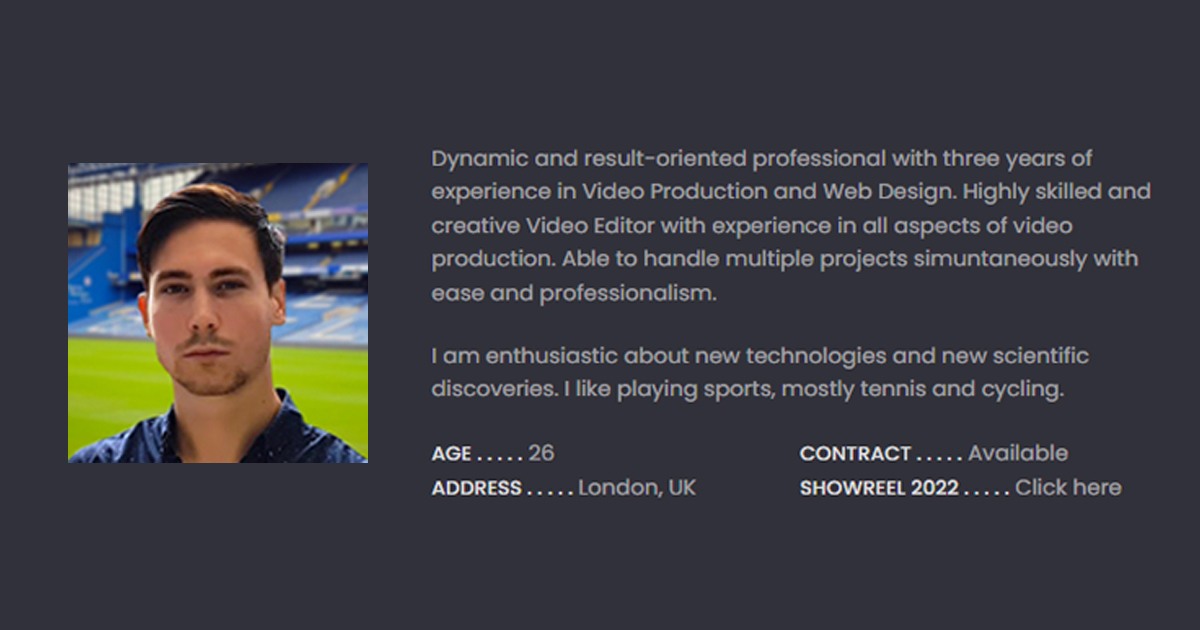 Dynamic and result-oriented professional with three years of
experience in Video Production and Web Design. Highly skilled and
creative Video Editor with experience in all aspects of video
production. Able to handle multiple projects simuntaneously with
ease and professionalism.
I am enthusiastic about new technologies and new scientific
discoveries. I like playing sports, mostly tennis and cycling.
AGE . . . . . 26
CONTRACT . . . . . Available
ADDRESS . . . . . London, UK
SHOWREEL 2022 . . . . . Click here